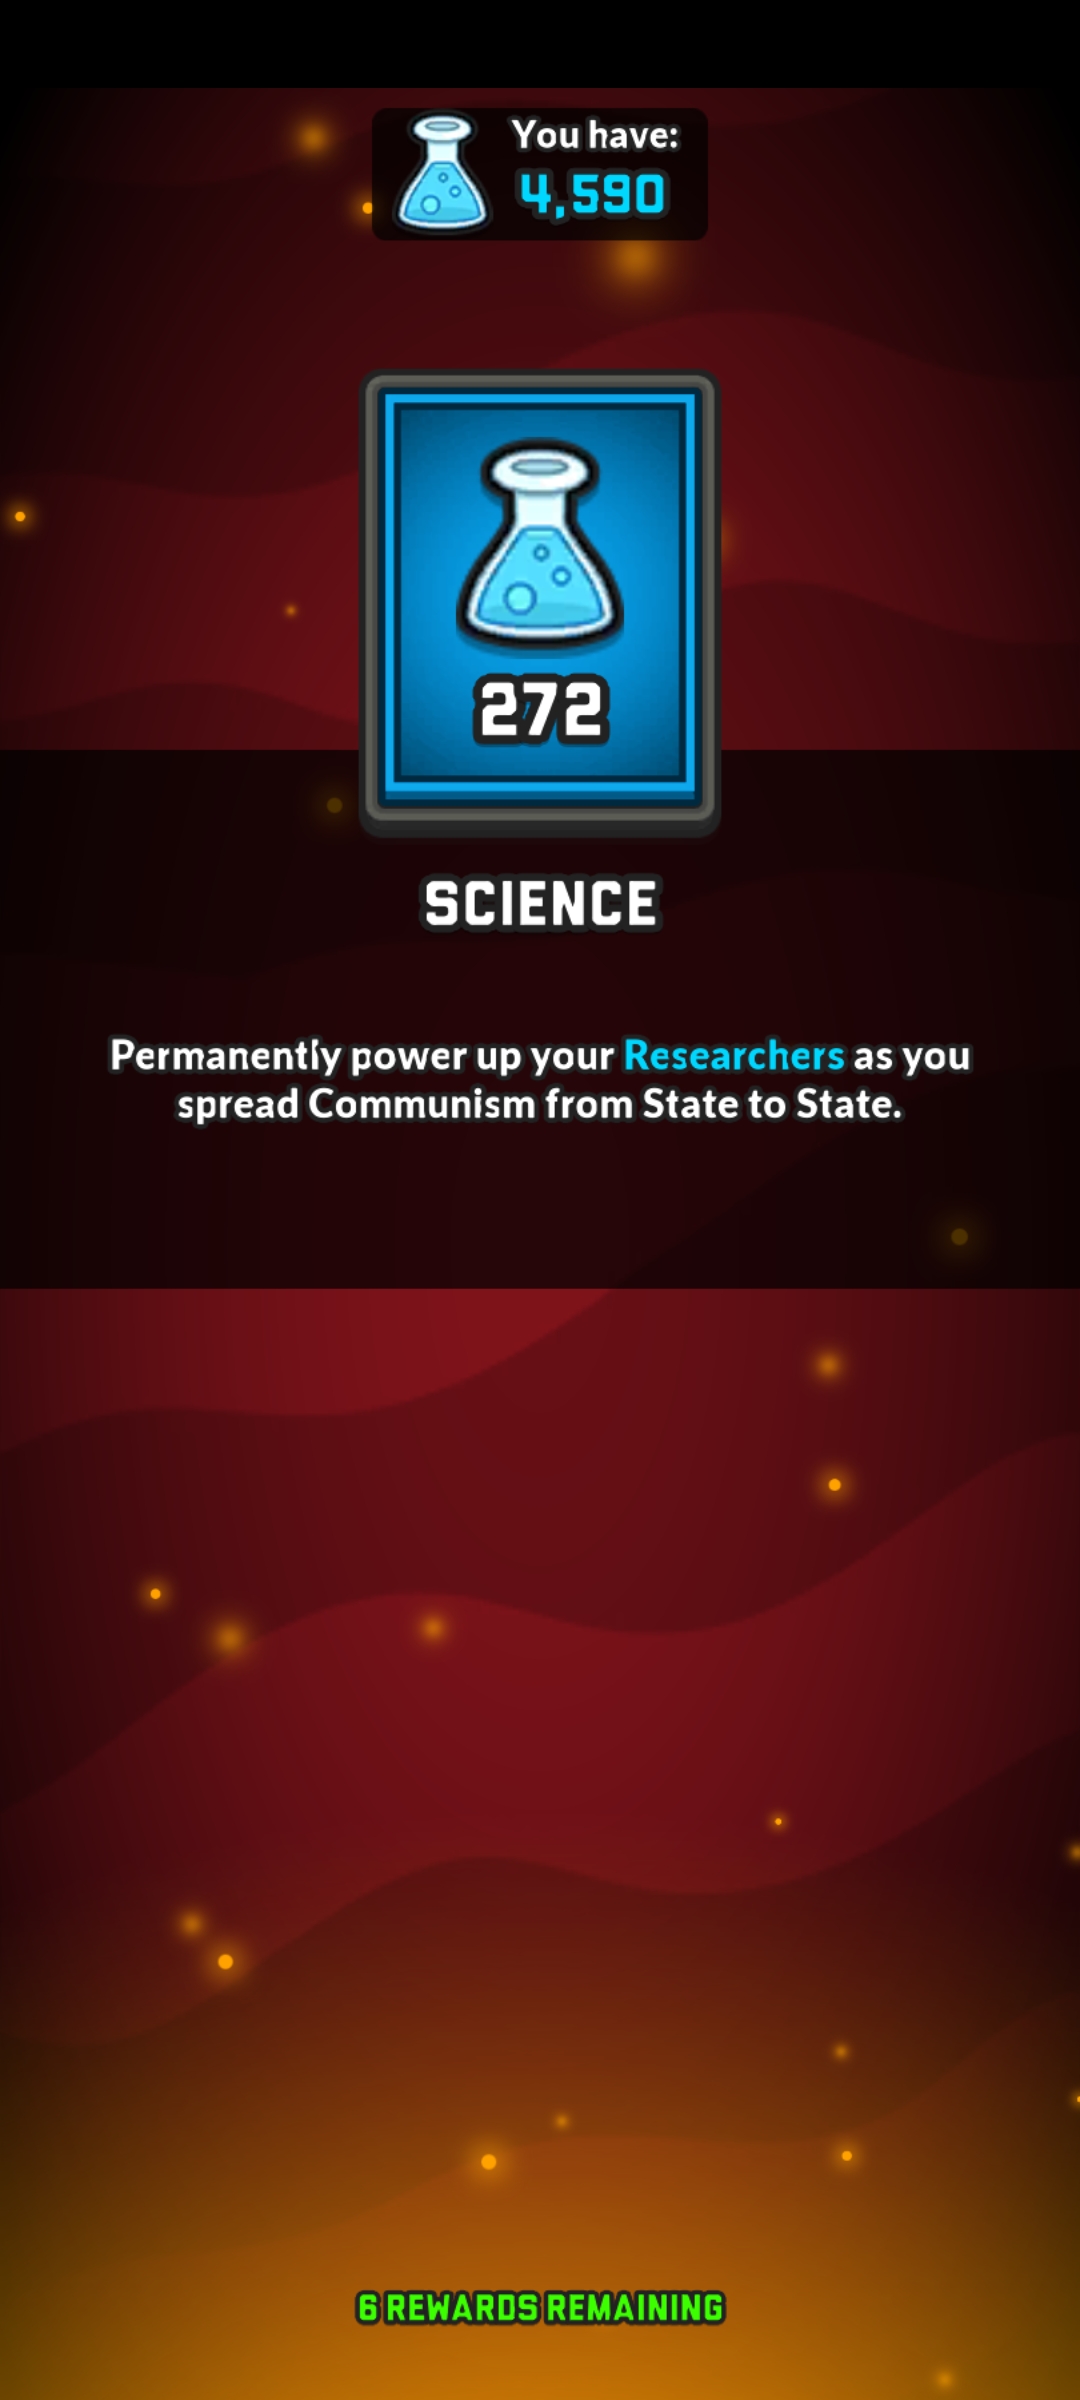 You have:
4,590
272
SCIENCE
Permanently power up your Researchers as you
spread Communism from State to State.
6 REWARDS REMAINING